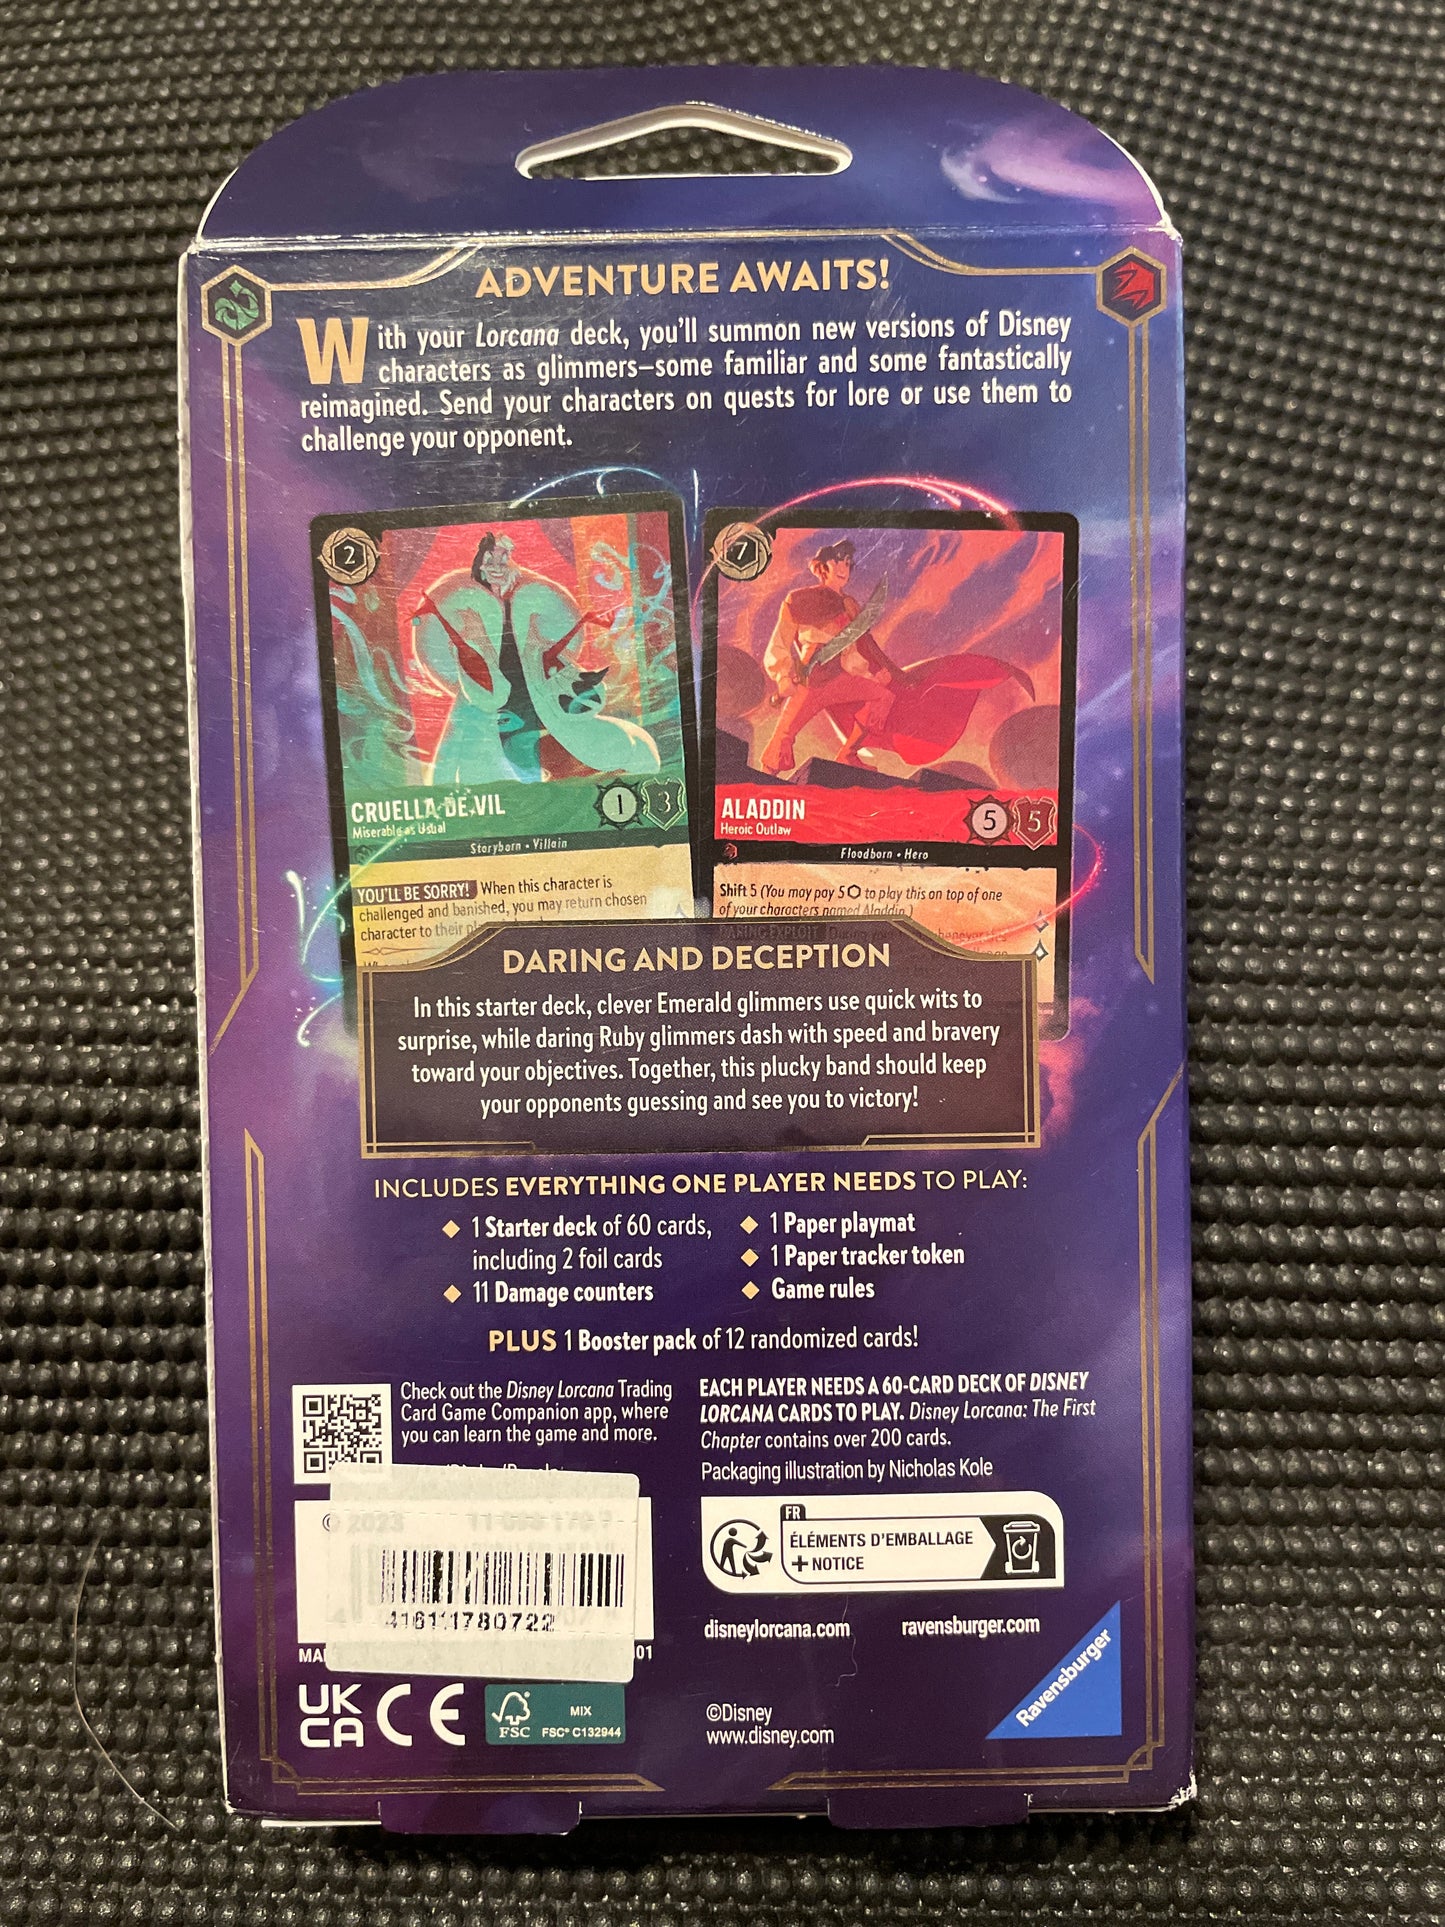 ADVENTURE AWAITS!
With your Lorcana deck, you'll summon new versions of Disney
characters as glimmers—some familiar and some fantastically
reimagined. Send your characters on quests for lore or use them to
challenge your opponent.
2
CRUELLA DE VIL
Miserable as Usual
1 3
Storyborn • Villain
YOU'LL BE SORRY! When this character is
challenged and banished, you may return chosen
character to their
7
ALADDIN
Heroic Outlaw
5 5
Floodborn • Hero
Shift 5 (You may pay 5 to play this on top of one
of your characters named Aladdin.)
DARING EXPLOIT
DARING AND DECEPTION
In this starter deck, clever Emerald glimmers use quick wits to
surprise, while daring Ruby glimmers dash with speed and bravery
toward your objectives. Together, this plucky band should keep
your opponents guessing and see you to victory!
INCLUDES EVERYTHING ONE PLAYER NEEDS TO PLAY:
◆ 1 Starter deck of 60 cards,
including 2 foil cards
◆ 11 Damage counters
◆ 1 Paper playmat
◆ 1 Paper tracker token
◆ Game rules
PLUS 1 Booster pack of 12 randomized cards!
Check out the Disney Lorcana Trading
Card Game Companion app, where
you can learn the game and more.
EACH PLAYER NEEDS A 60-CARD DECK OF DISNEY
LORCANA CARDS TO PLAY. Disney Lorcana: The First
Chapter contains over 200 cards.
Packaging illustration by Nicholas Kole
© 2023
416111780722
01
FR
ÉLÉMENTS D'EMBALLAGE
+ NOTICE
disneylorcana.com
ravensburger.com
UK
CA
CE
FSC
MIX
FSC® C132944
©Disney
www.disney.com
Ravensburger